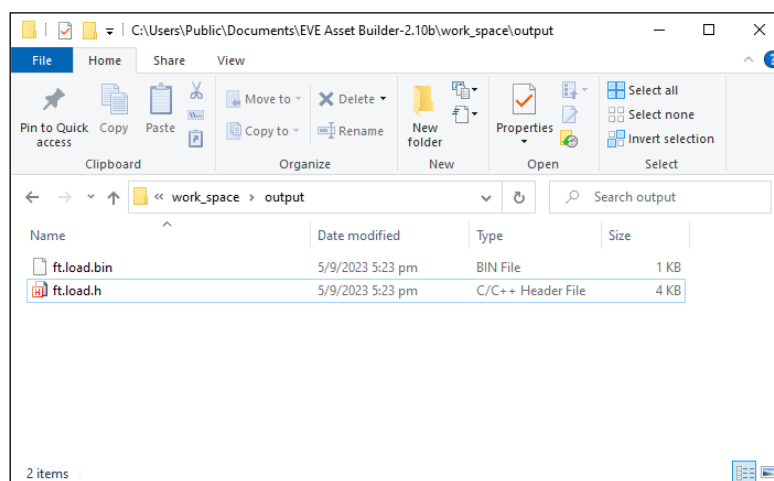 C:\Users\Public\Documents\EVE Asset Builder-2.10b\work_space\output
File Home Share View
Pin to Quick access
Copy
Paste
Clipboard
Move to
Copy to
Delete
Rename
Organize
New folder
New
Properties
Open
Select all
Select none
Invert selection
Select
« work_space > output
Search output
Name Date modified Type Size
ft.load.bin 5/9/2023 5:23 pm BIN File 1 KB
ft.load.h 5/9/2023 5:23 pm C/C++ Header File 4 KB
2 items